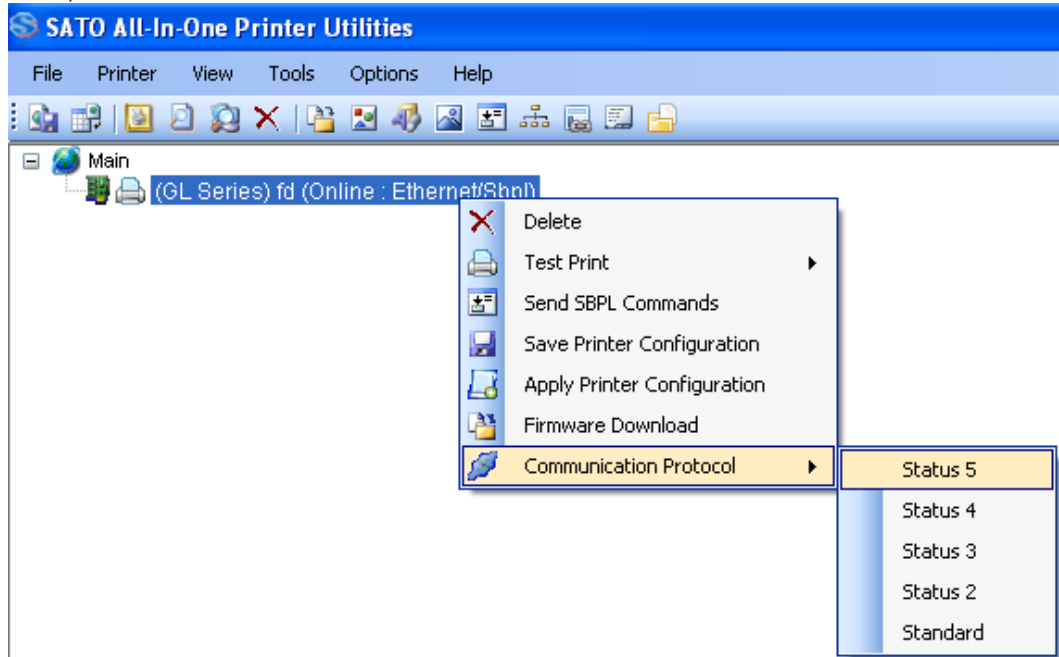 SATO All-In-One Printer Utilities
File Printer View Tools Options Help
Main
(GL Series) fd (Online : Ethernet/Sbpl)
Delete
Test Print
Send SBPL Commands
Save Printer Configuration
Apply Printer Configuration
Firmware Download
Communication Protocol
Status 5
Status 4
Status 3
Status 2
Standard